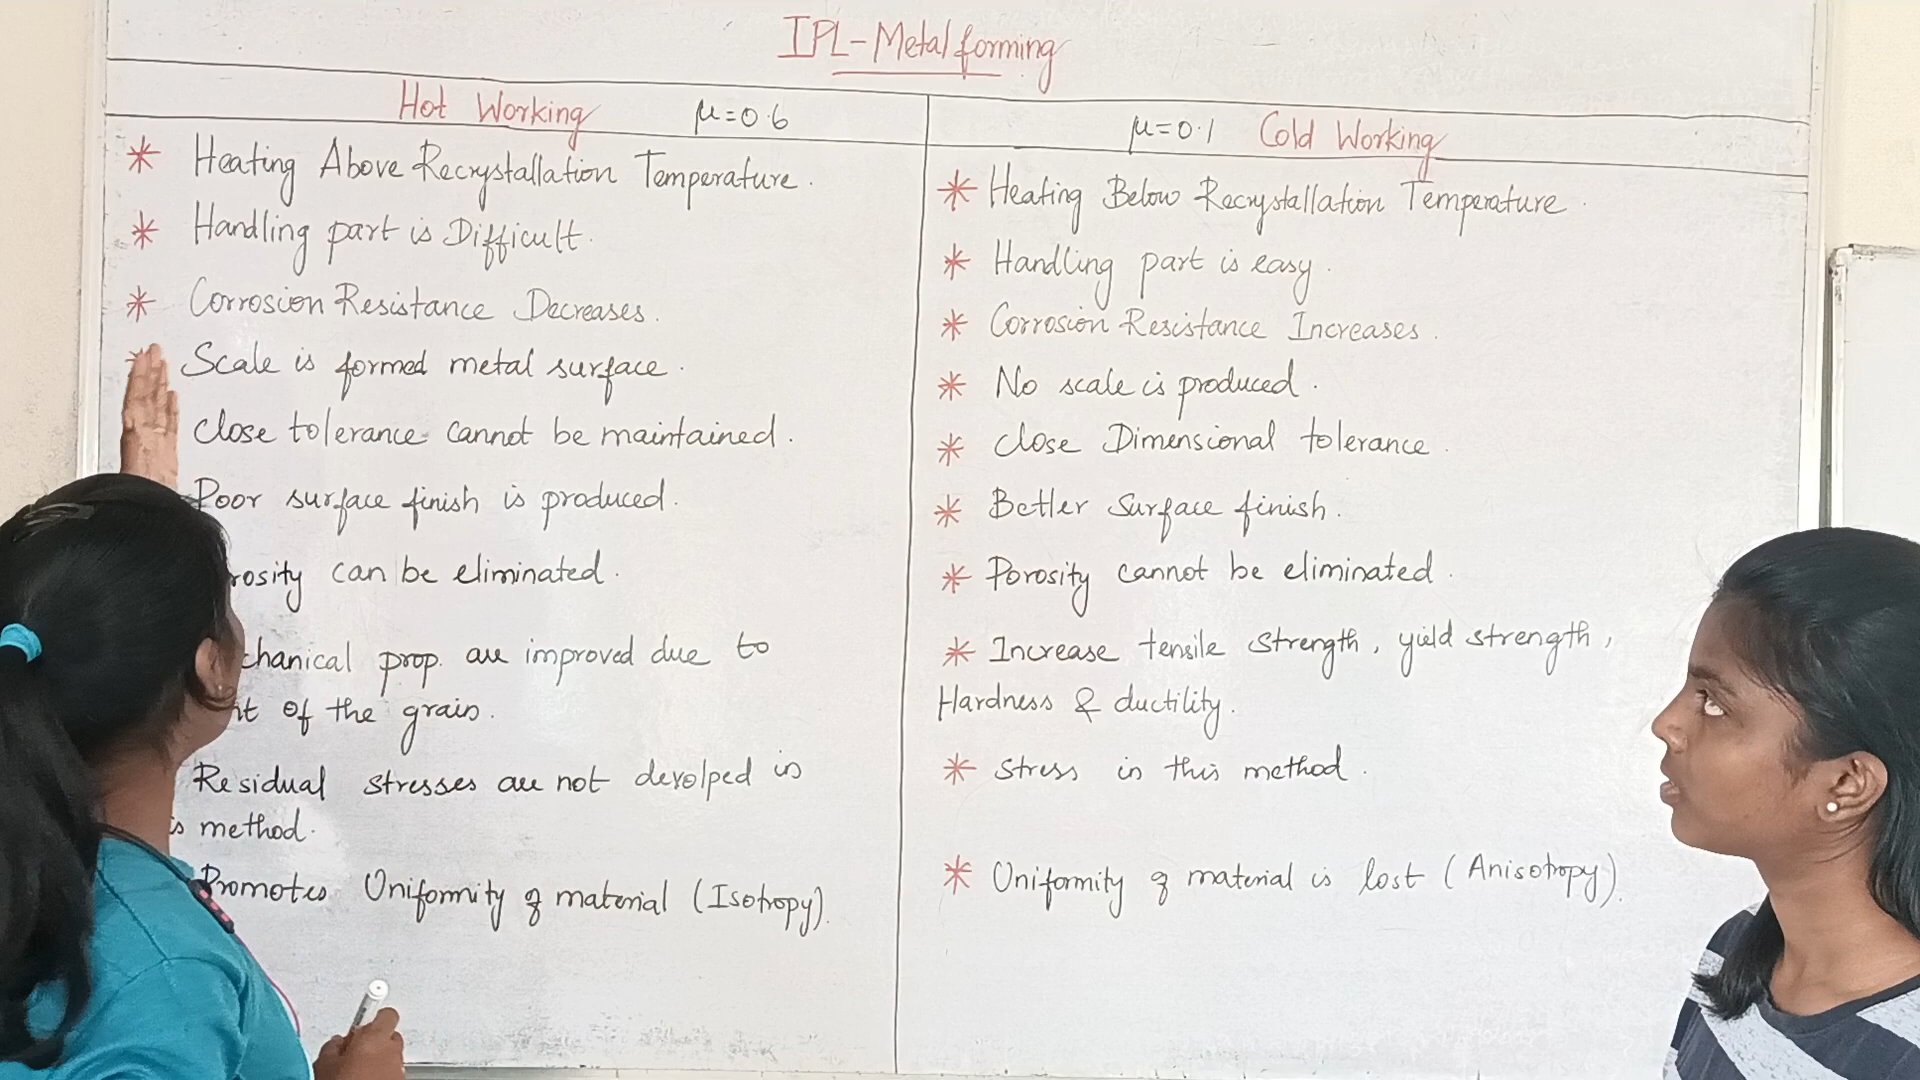 IPL-Metal forming
Hot Working μ=0.6
* Heating Above Recrystallation Temperature.
* Handling part is Difficult.
* Corrosion Resistance Decreases.
* Scale is formed metal surface.
close tolerance cannot be maintained.
Poor surface finish is produced.
rosity can be eliminated.
chanical prop. are improved due to
of the grain.
Residual stresses are not devolped in
method.
Promotes Uniformity of material (Isotropy).
μ=0.1 Cold Working
* Heating Below Recrystallation Temperature.
* Handling part is easy.
* Corrosion Resistance Increases.
* No scale is produced.
* close Dimensional tolerance.
* Better Surface finish.
* Porosity cannot be eliminated.
* Increase tensile strength, yield strength,
Hardness & ductility.
* Stress in this method.
* Uniformity of material is lost (Anisotropy).